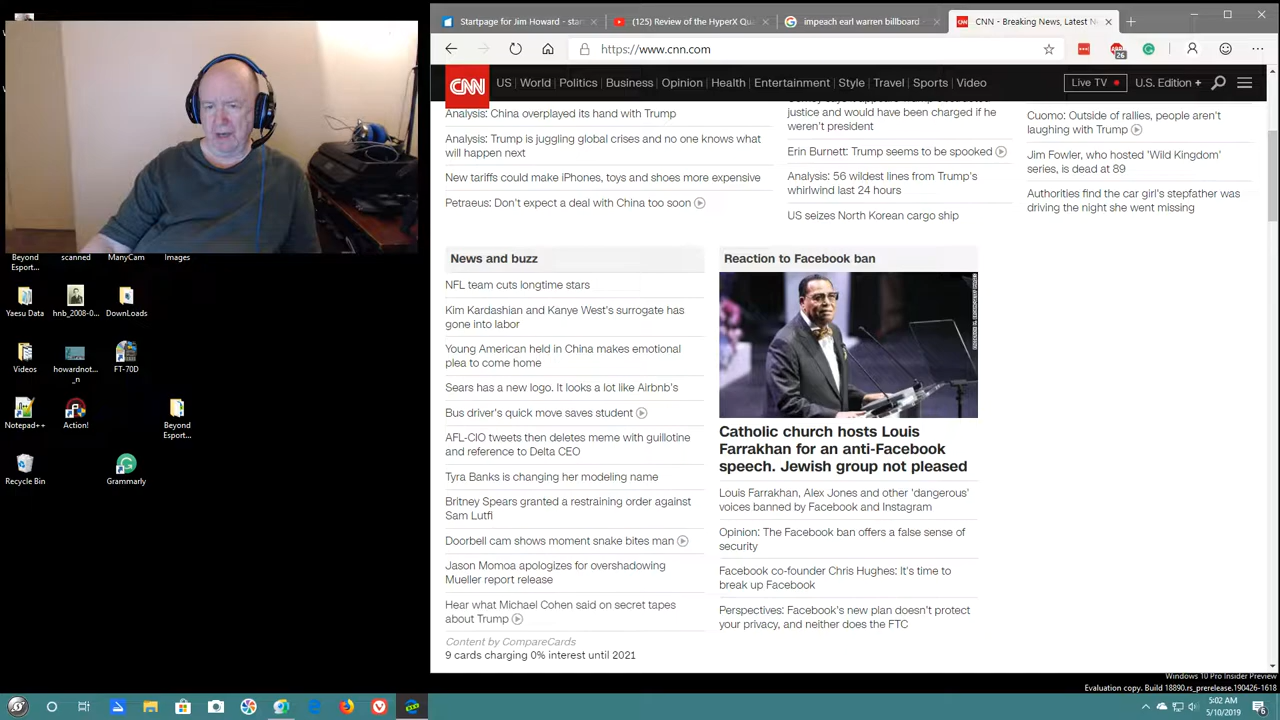 Startpage for Jim Howard - star
(125) Review of the HyperX Qua
impeach earl warren billboard -
CNN - Breaking News, Latest N
https://www.cnn.com
26
CNN
US World Politics Business Opinion Health Entertainment Style Travel Sports Video
Live TV
U.S. Edition +
Analysis: China overplayed its hand with Trump
Analysis: Trump is juggling global crises and no one knows what
will happen next
New tariffs could make iPhones, toys and shoes more expensive
Petraeus: Don't expect a deal with China too soon
justice and would have been charged if he
weren't president
Erin Burnett: Trump seems to be spooked
Analysis: 56 wildest lines from Trump's
whirlwind last 24 hours
US seizes North Korean cargo ship
Cuomo: Outside of rallies, people aren't
laughing with Trump
Jim Fowler, who hosted 'Wild Kingdom'
series, is dead at 89
Authorities find the car girl's stepfather was
driving the night she went missing
News and buzz
NFL team cuts longtime stars
Kim Kardashian and Kanye West's surrogate has
gone into labor
Young American held in China makes emotional
plea to come home
Sears has a new logo. It looks a lot like Airbnb's
Bus driver's quick move saves student
AFL-CIO tweets then deletes meme with guillotine
and reference to Delta CEO
Tyra Banks is changing her modeling name
Britney Spears granted a restraining order against
Sam Lutfi
Doorbell cam shows moment snake bites man
Jason Momoa apologizes for overshadowing
Mueller report release
Hear what Michael Cohen said on secret tapes
about Trump
Content by CompareCards
9 cards charging 0% interest until 2021
Reaction to Facebook ban
Catholic church hosts Louis
Farrakhan for an anti-Facebook
speech. Jewish group not pleased
Louis Farrakhan, Alex Jones and other 'dangerous'
voices banned by Facebook and Instagram
Opinion: The Facebook ban offers a false sense of
security
Facebook co-founder Chris Hughes: It's time to
break up Facebook
Perspectives: Facebook's new plan doesn't protect
your privacy, and neither does the FTC
Beyond
Esport...
scanned
ManyCam
Images
Yaesu Data
hnb_2008-0...
DownLoads
Videos
howardnot...
_n
FT-70D
Notepad++
Action!
Beyond
Esport...
Recycle Bin
Grammarly
Windows 10 Pro Insider Preview
Evaluation copy. Build 18890.rs_prerelease.190426-1618
5:02 AM
5/10/2019
6